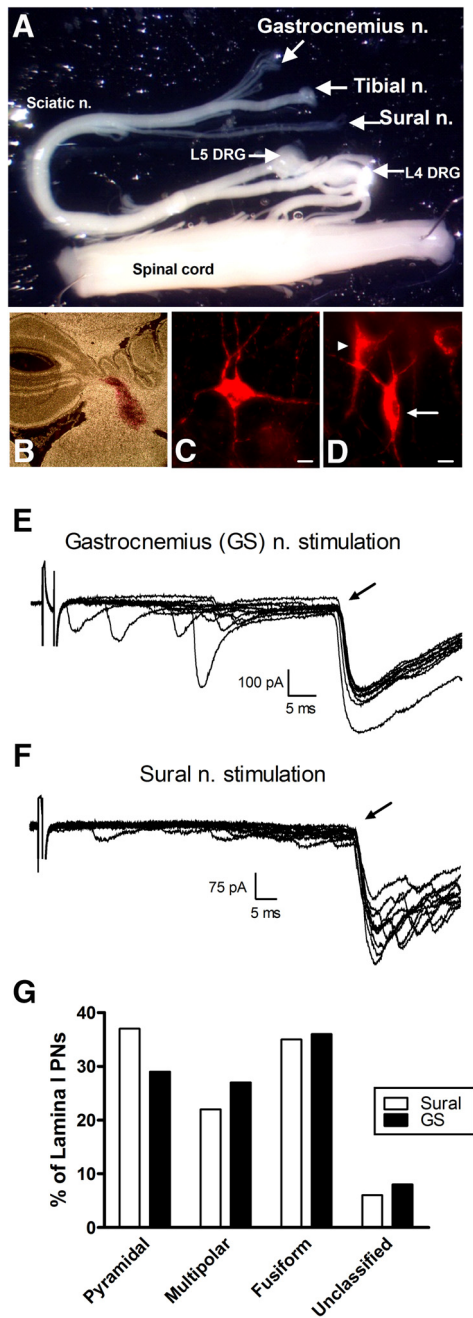 A
Gastrocnemius n.
Tibial n.
Sciatic n.
Sural n.
L5 DRG
L4 DRG
Spinal cord
B
C
D
E
Gastrocnemius (GS) n. stimulation
100 pA
5 ms
F
Sural n. stimulation
75 pA
5 ms
G
% of Lamina I PNs
40
30
20
10
0
Sural
GS
Pyramidal
Multipolar
Fusiform
Unclassified